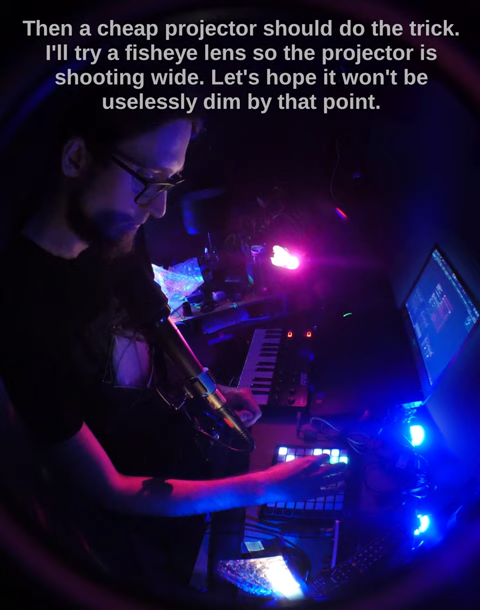 Then a cheap projector should do the trick.
I'll try a fisheye lens so the projector is
shooting wide. Let's hope it won't be
uselessly dim by that point.